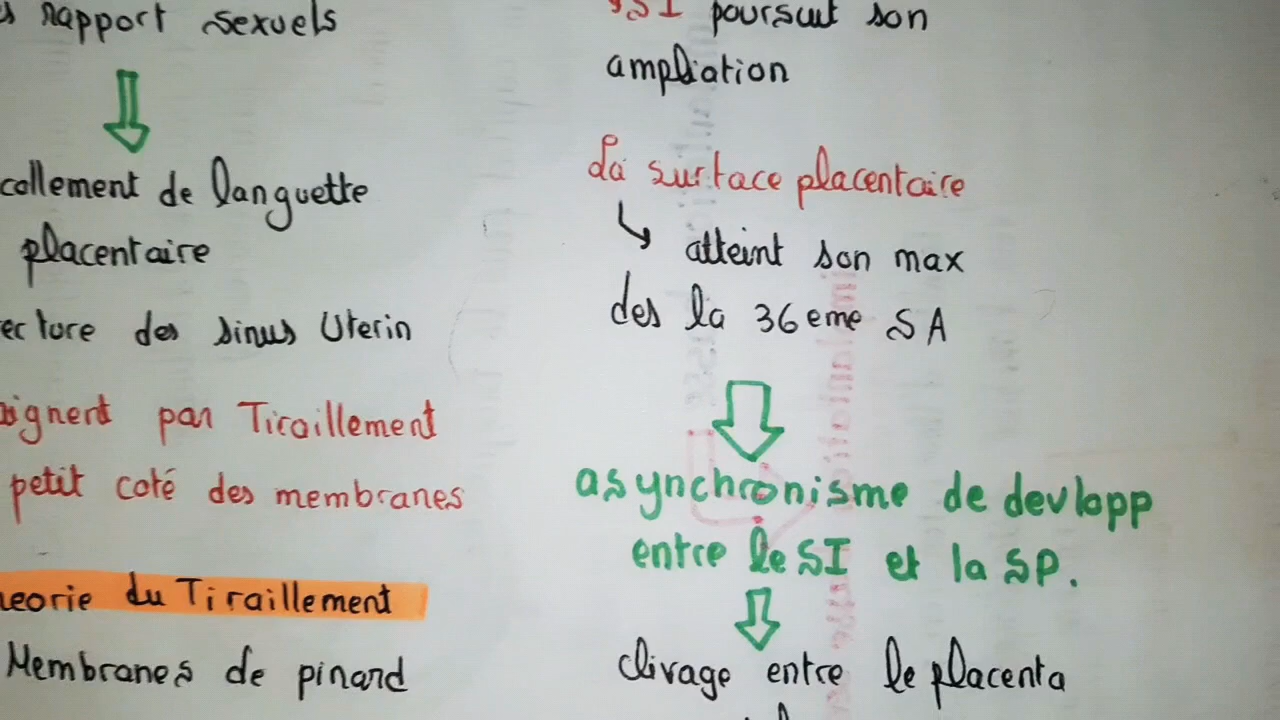 rapport sexuels
collement de languette
placentaire
ecture des sinus Uterin
oignent par Tiraillement
petit coté des membranes
eorie du Tiraillement
Membranes de pinard
SI poursuit son
ampliation
La surface placentaire
↳ atteint son max
des la 36eme SA
asynchronisme de devlopp
entre le SI et la SP.
clivage entre le placenta